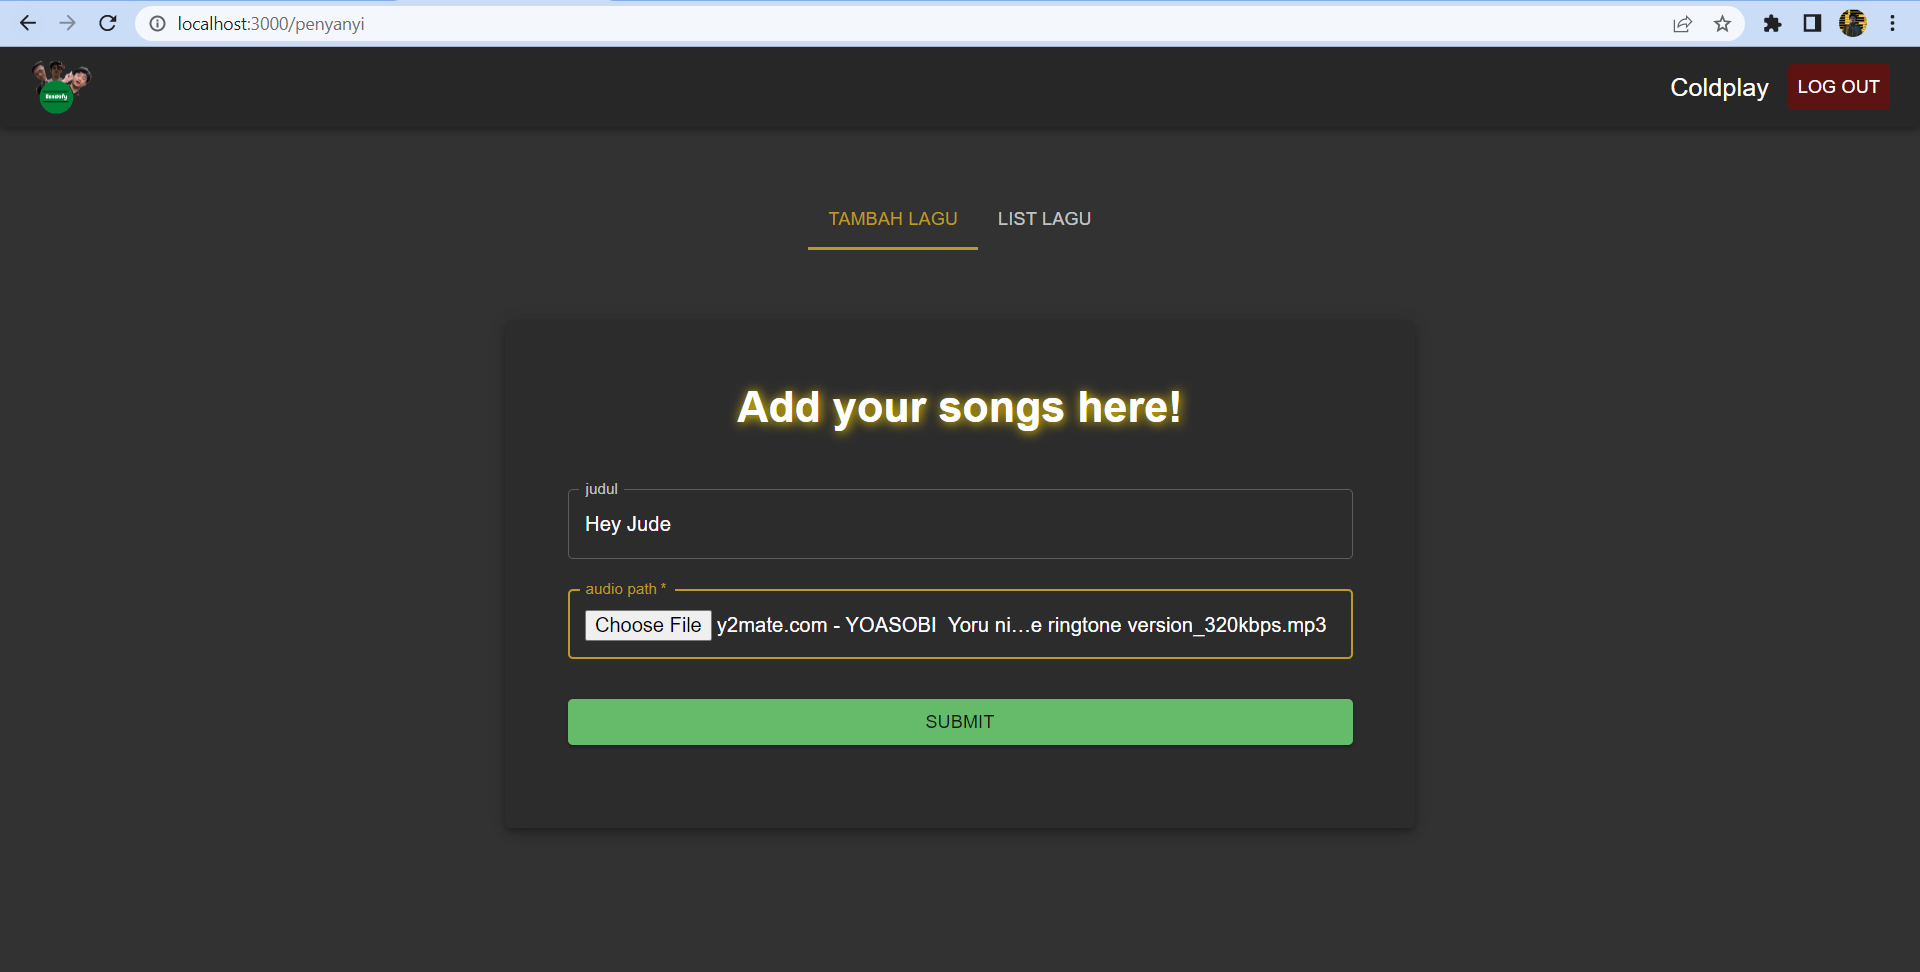 localhost:3000/penyanyi
Coldplay
LOG OUT
TAMBAH LAGU
LIST LAGU
Add your songs here!
judul
Hey Jude
audio path *
Choose File y2mate.com - YOASOBI  Yoru ni...e ringtone version_320kbps.mp3
SUBMIT